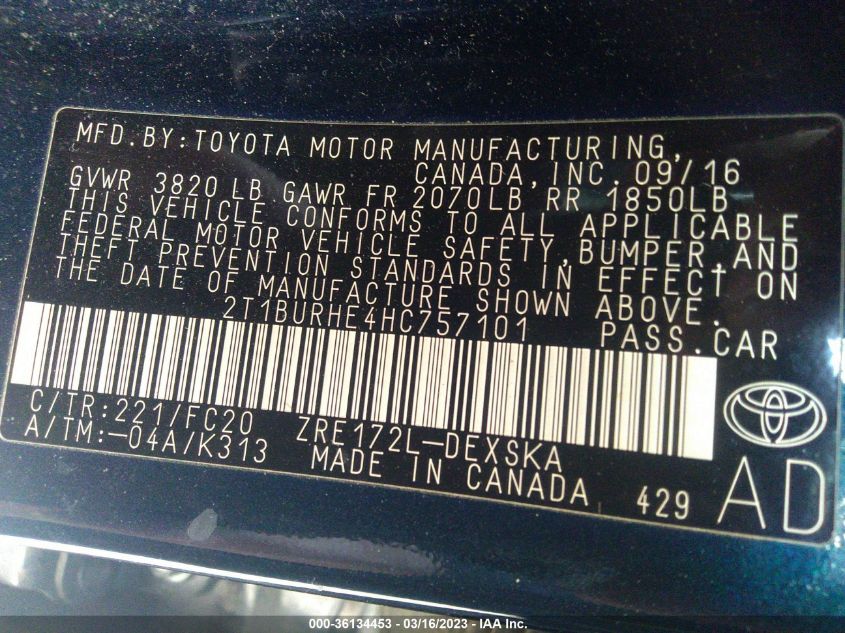 MFD.BY:TOYOTA MOTOR MANUFACTURING,
CANADA,INC.09/16
GVWR 3820 LB GAWR FR 2070LB RR 1850LB
THIS VEHICLE CONFORMS TO ALL APPLICABLE
FEDERAL MOTOR VEHICLE SAFETY,BUMPER,AND
THEFT PREVENTION STANDARDS IN EFFECT ON
THE DATE OF MANUFACTURE SHOWN ABOVE.
2T1BURHE4HC757101 PASS.CAR
C/TR:221/FC20 ZRE172L-DEXSKA
A/TM:-04A/K313 MADE IN CANADA 429
AD
000-36134453 - 03/16/2023 - IAA Inc.